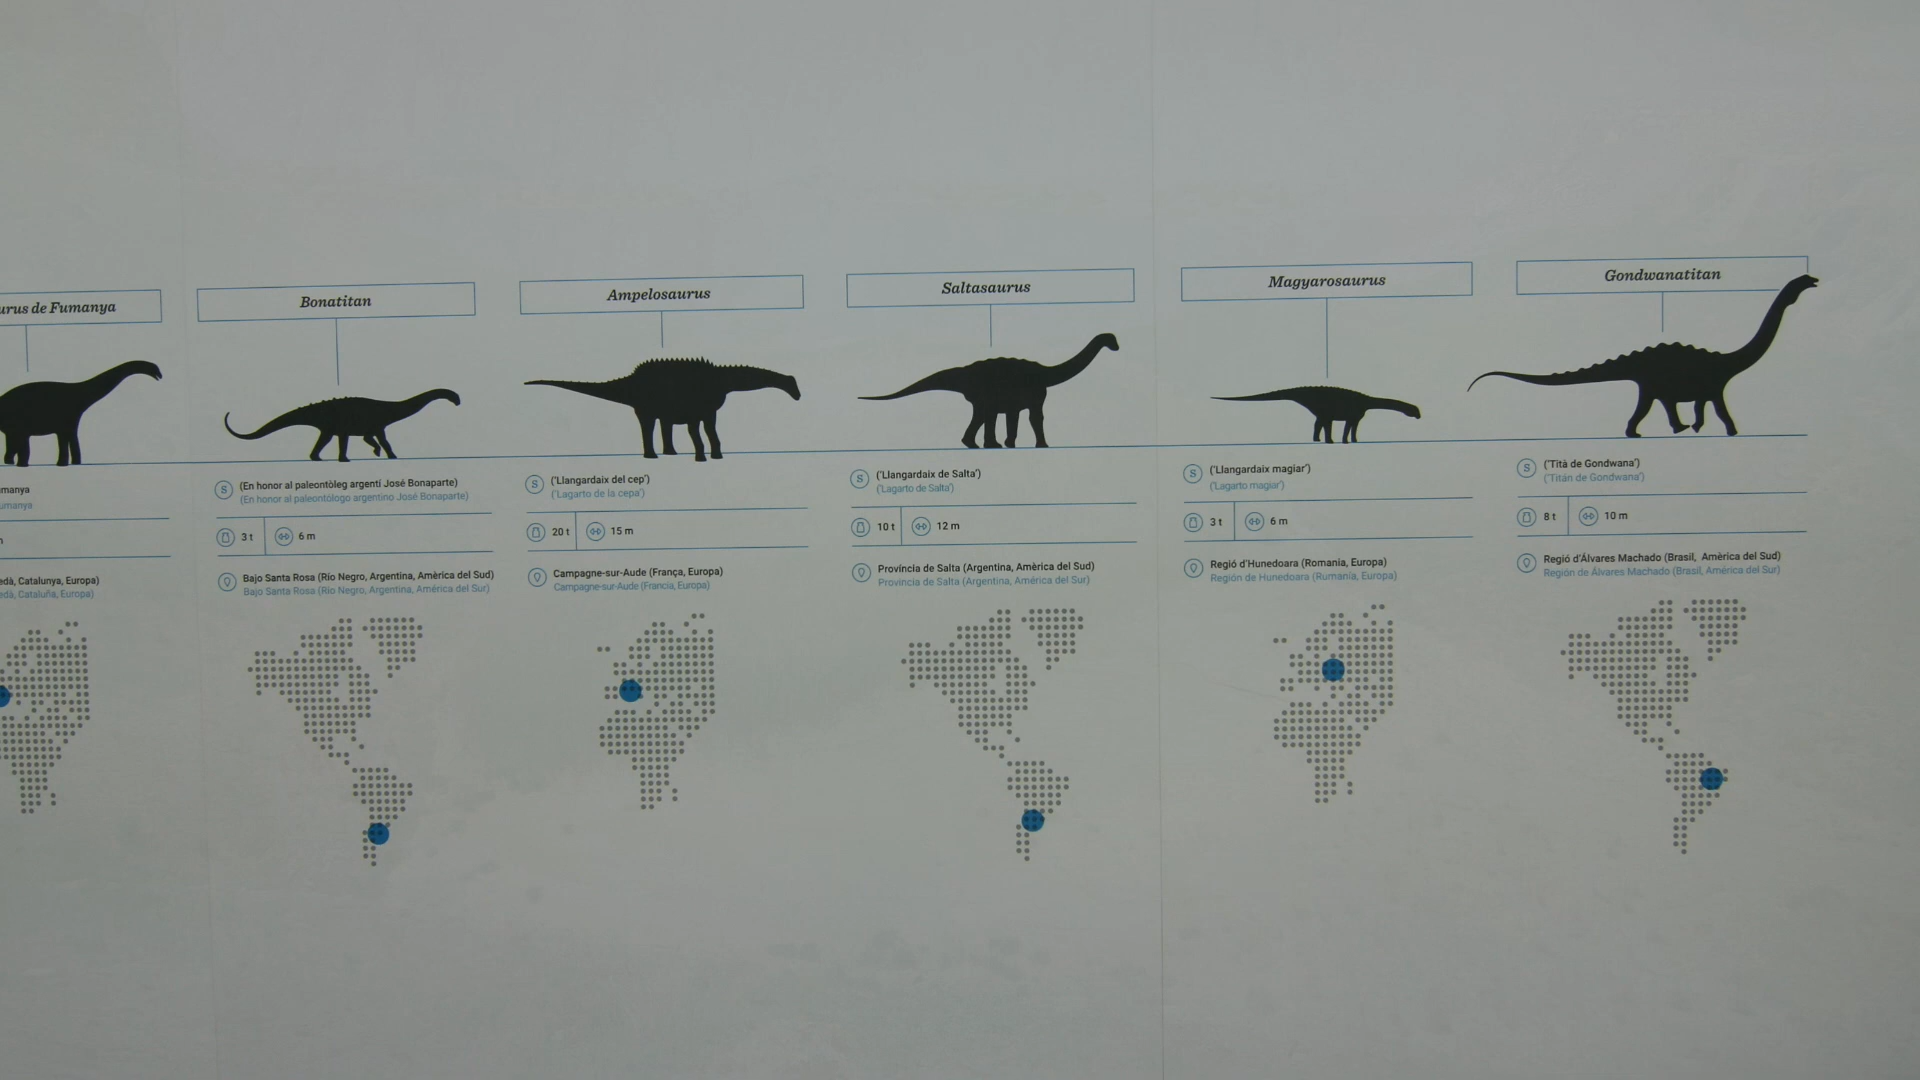 urus de Fumanya
umanya
umanya
edà, Catalunya, Europa)
edà, Cataluña, Europa)
Bonatitan
S
(En honor al paleontòleg argentí José Bonaparte)
(En honor al paleontólogo argentino José Bonaparte)
3 t
6 m
Bajo Santa Rosa (Río Negro, Argentina, Amèrica del Sud)
Bajo Santa Rosa (Río Negro, Argentina, América del Sur)
Ampelosaurus
S
('Llangardaix del cep')
('Lagarto de la cepa')
20 t
15 m
Campagne-sur-Aude (França, Europa)
Campagne-sur-Aude (Francia, Europa)
Saltasaurus
S
('Llangardaix de Salta')
('Lagarto de Salta')
10 t
12 m
Província de Salta (Argentina, Amèrica del Sud)
Provincia de Salta (Argentina, América del Sur)
Magyarosaurus
S
('Llangardaix magiar')
('Lagarto magiar')
3 t
6 m
Regió d'Hunedoara (Romania, Europa)
Región de Hunedoara (Rumanía, Europa)
Gondwanatitan
S
('Tità de Gondwana')
('Titán de Gondwana')
8 t
10 m
Regió d'Álvares Machado (Brasil, Amèrica del Sud)
Región de Álvares Machado (Brasil, América del Sur)